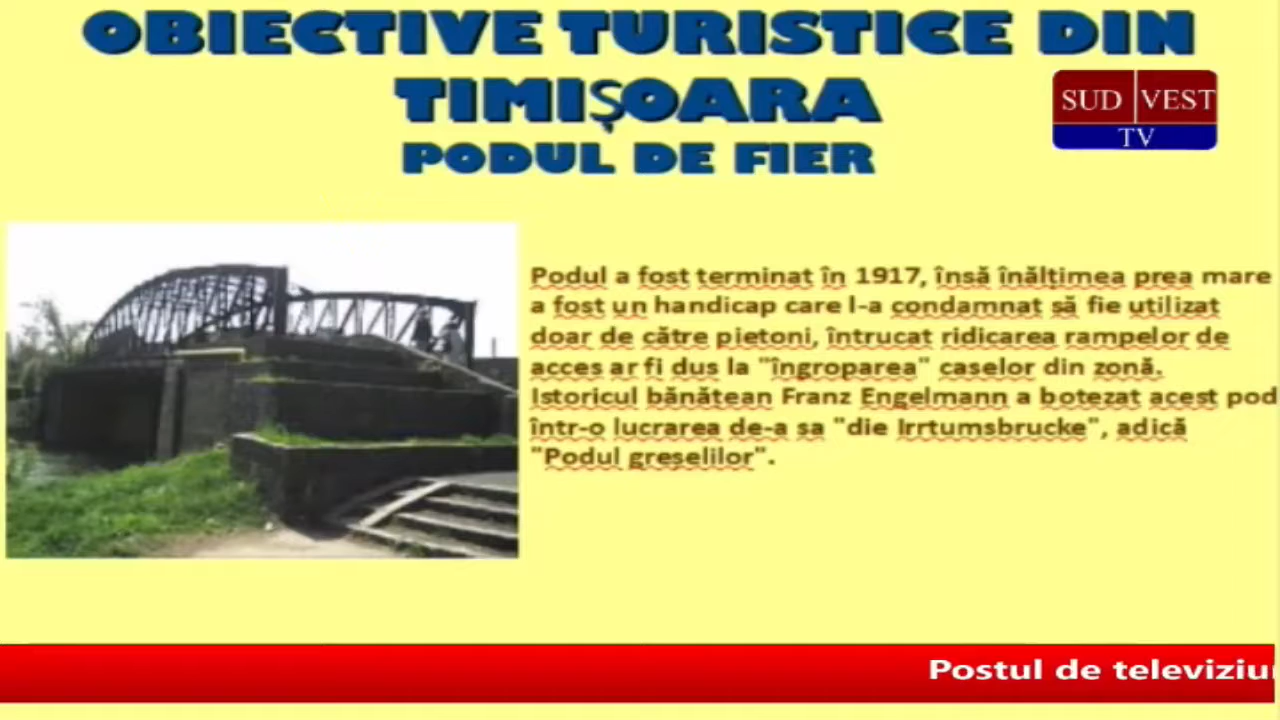 OBIECTIVE TURISTICE DIN
TIMIȘOARA
PODUL DE FIER
SUD VEST
TV
Podul a fost terminat în 1917, însă înălțimea prea mare
a fost un handicap care l-a condamnat să fie utilizat
doar de către pietoni, întrucat ridicarea rampelor de
acces ar fi dus la "îngroparea" caselor din zonă.
Istoricul bănătean Franz Engelmann a botezat acest pod
într-o lucrarea de-a sa "die Irrtumsbrucke", adică
"Podul greșelilor".
Postul de